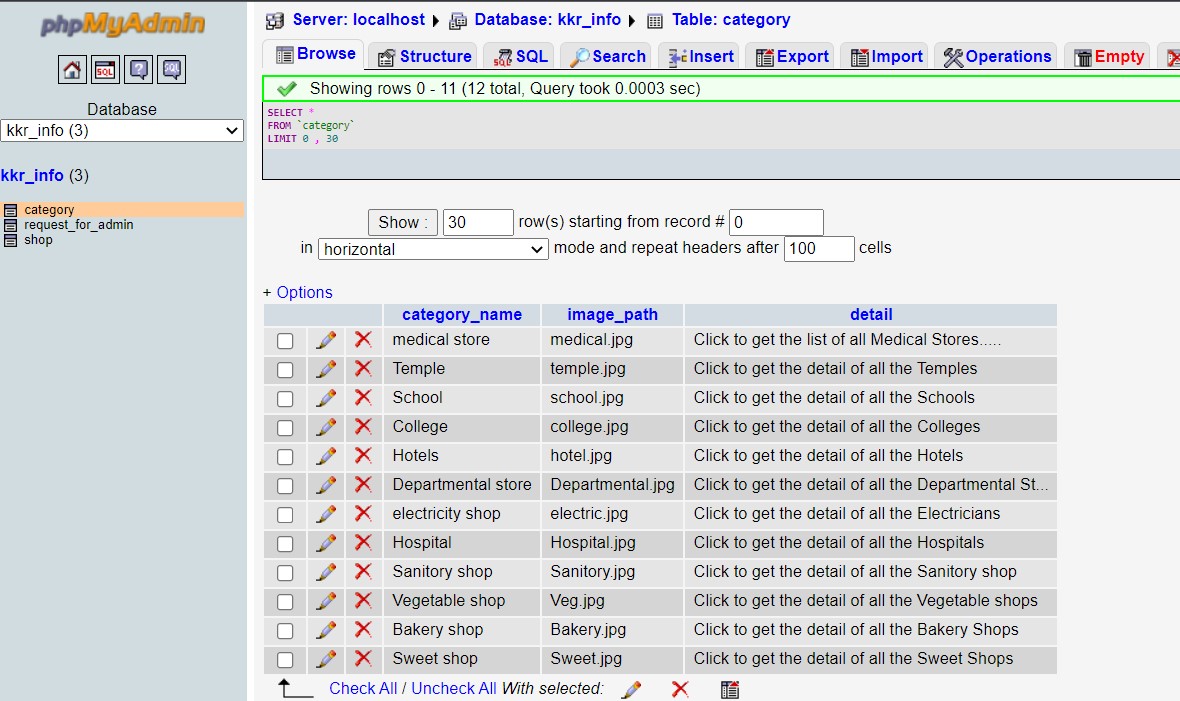 phpMyAdmin
SQL
SQL
Database
kkr_info (3)
kkr_info (3)
category
request_for_admin
shop
Server: localhost
Database: kkr_info
Table: category
Browse
Structure
SQL
Search
Insert
Export
Import
Operations
Empty
Showing rows 0 - 11 (12 total, Query took 0.0003 sec)
SELECT *
FROM `category`
LIMIT 0 , 30
Show : 30 row(s) starting from record # 0
in horizontal mode and repeat headers after 100 cells
+ Options
category_name image_path detail
medical store medical.jpg Click to get the list of all Medical Stores.....
Temple temple.jpg Click to get the detail of all the Temples
School school.jpg Click to get the detail of all the Schools
College college.jpg Click to get the detail of all the Colleges
Hotels hotel.jpg Click to get the detail of all the Hotels
Departmental store Departmental.jpg Click to get the detail of all the Departmental St...
electricity shop electric.jpg Click to get the detail of all the Electricians
Hospital Hospital.jpg Click to get the detail of all the Hospitals
Sanitory shop Sanitory.jpg Click to get the detail of all the Sanitory shop
Vegetable shop Veg.jpg Click to get the detail of all the Vegetable shops
Bakery shop Bakery.jpg Click to get the detail of all the Bakery Shops
Sweet shop Sweet.jpg Click to get the detail of all the Sweet Shops
Check All / Uncheck All With selected: